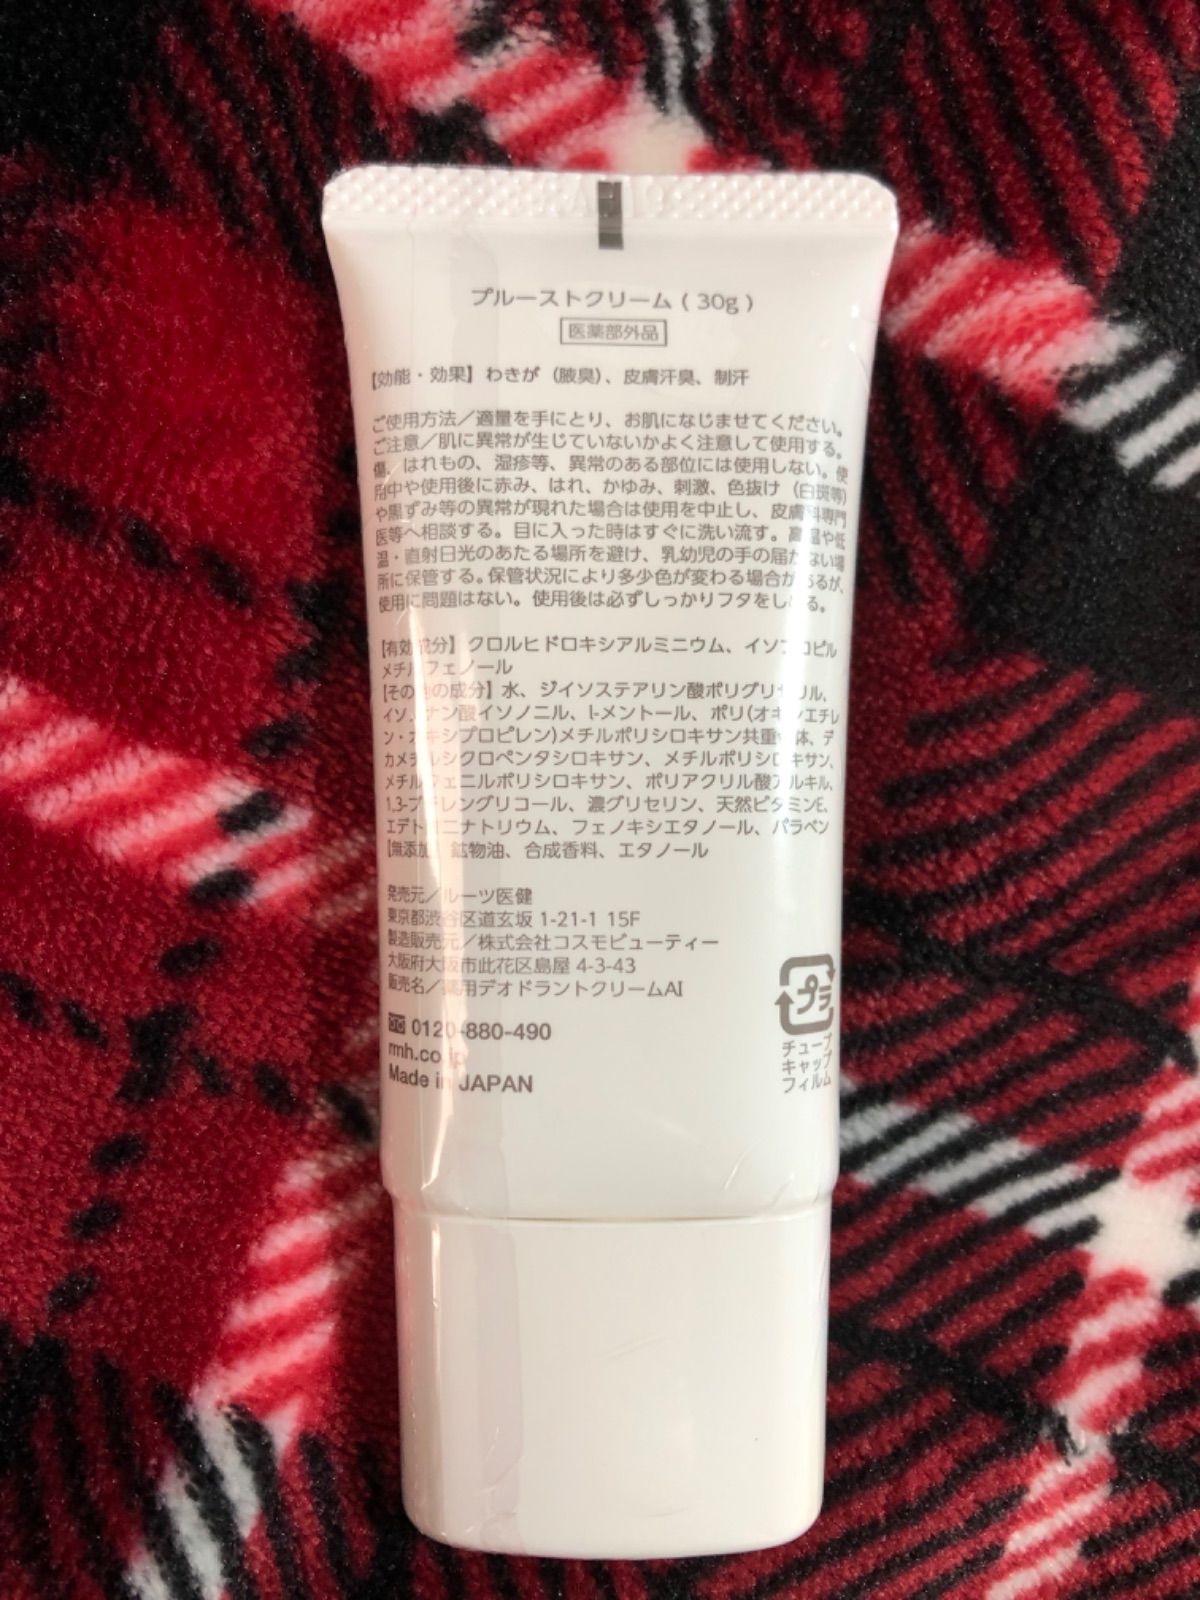 プルーストクリーム ( 30g )
医薬部外品
【効能・効果】わきが（腋臭）、皮膚汗臭、制汗
ご使用方法／適量を手にとり、お肌になじませてください。
ご注意／肌に異常が生じていないかよく注意して使用する。
傷、はれもの、湿疹等、異常のある部位には使用しない。使
用中や使用後に赤み、はれ、かゆみ、刺激、色抜け（白斑等）
や黒ずみ等の異常が現れた場合は使用を中止し、皮膚科専門
医等へ相談する。目に入った時はすぐに洗い流す。高温や低
温・直射日光のあたる場所を避け、乳幼児の手の届かない場
所に保管する。保管状況により多少色が変わる場合があるが、
使用に問題はない。使用後は必ずしっかりフタをしめる。
【有効成分】クロルヒドロキシアルミニウム、イソプロピル
メチルフェノール
【その他の成分】水、ジイソステアリン酸ポリグリセリル、
イソノナン酸イソノニル、l-メントール、ポリ(オキシエチレ
ン・オキシプロピレン)メチルポリシロキサン共重合体、デ
カメチルシクロペンタシロキサン、メチルポリシロキサン、
メチルフェニルポリシロキサン、ポリアクリル酸アルキル、
1,3-ブチレングリコール、濃グリセリン、天然ビタミンE、
エデト酸二ナトリウム、フェノキシエタノール、パラベン
【無添加】鉱物油、合成香料、エタノール
発売元／ルーツ医健
東京都渋谷区道玄坂 1-21-1 15F
製造販売元／株式会社コスモビューティー
大阪府大阪市此花区島屋 4-3-43
販売名／薬用デオドラントクリームAI
0120-880-490
rmh.co.jp
Made in JAPAN
プラ
チューブ
キャップ
フィルム